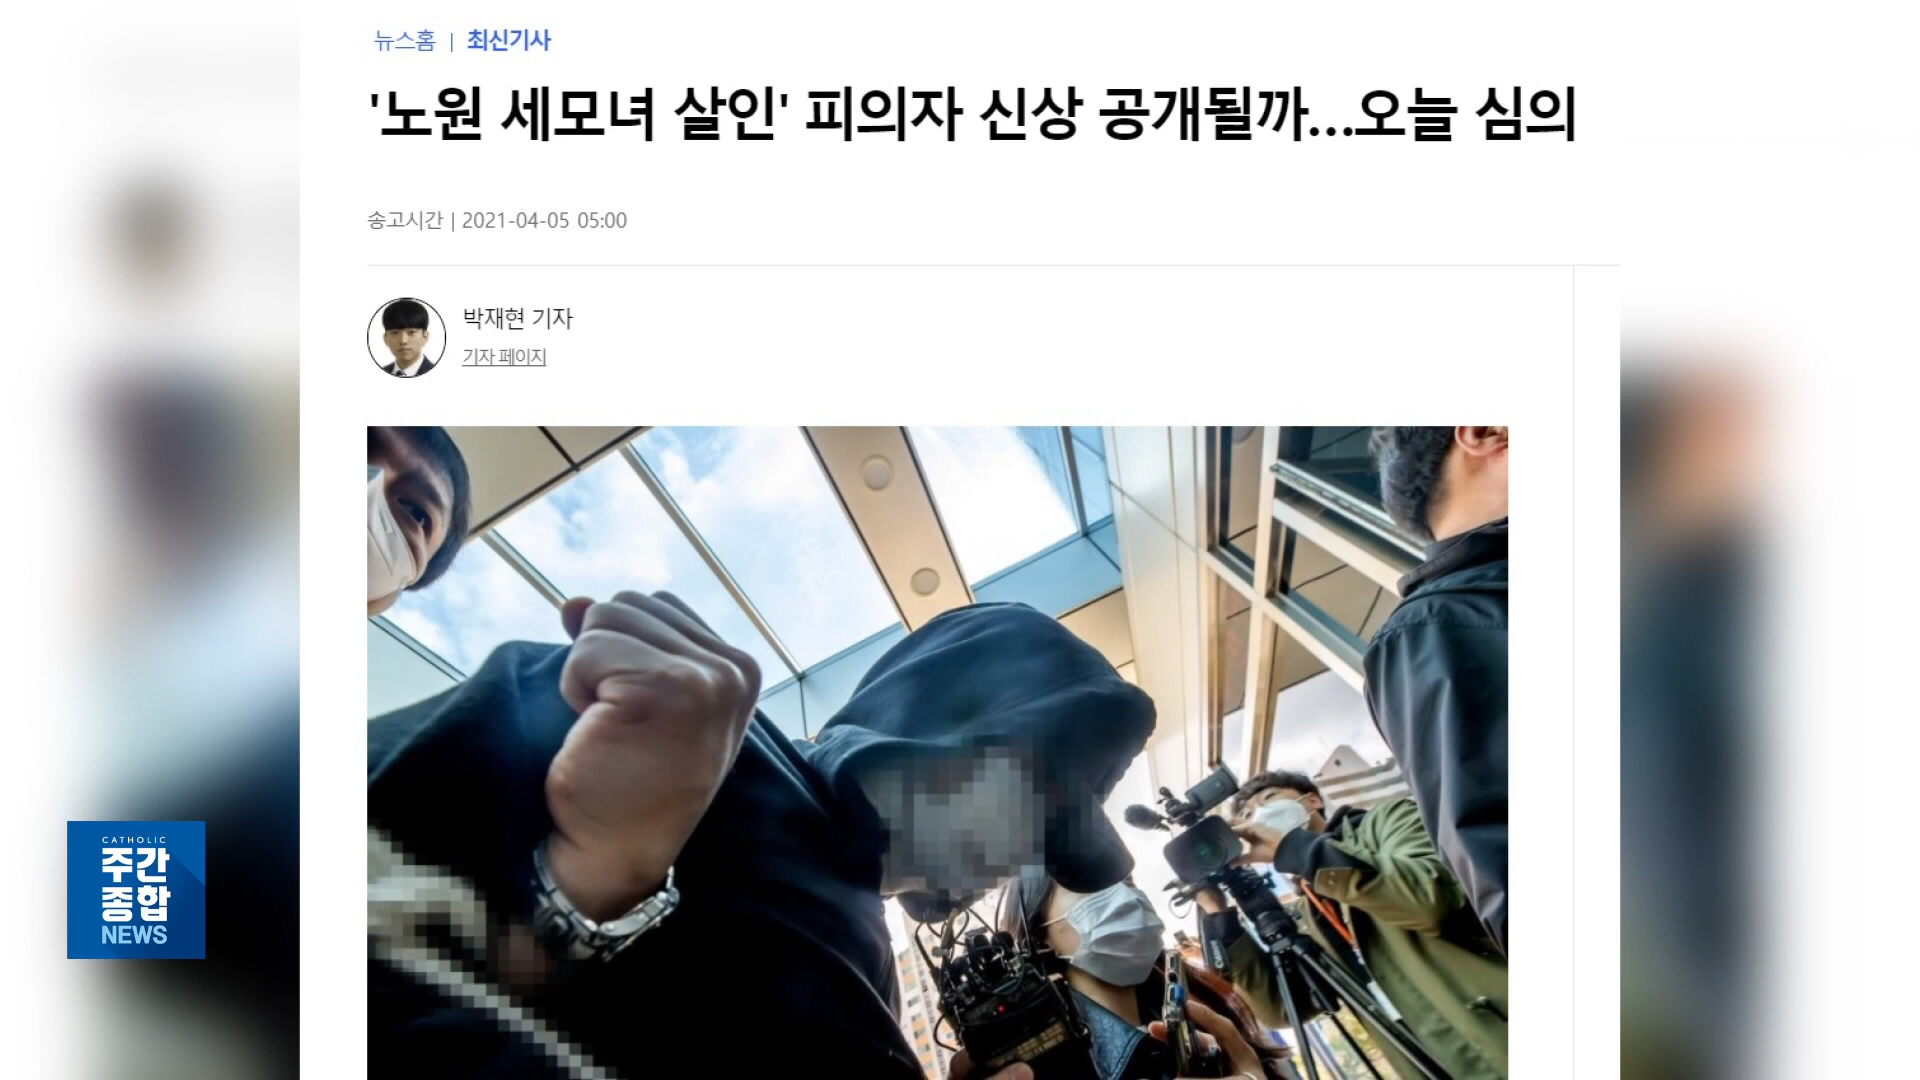 뉴스홈 | 최신기사
'노원 세모녀 살인' 피의자 신상 공개될까...오늘 심의
송고시간 | 2021-04-05 05:00
박재현 기자
기자 페이지
CATHOLIC
주간
종합
NEWS
Canon